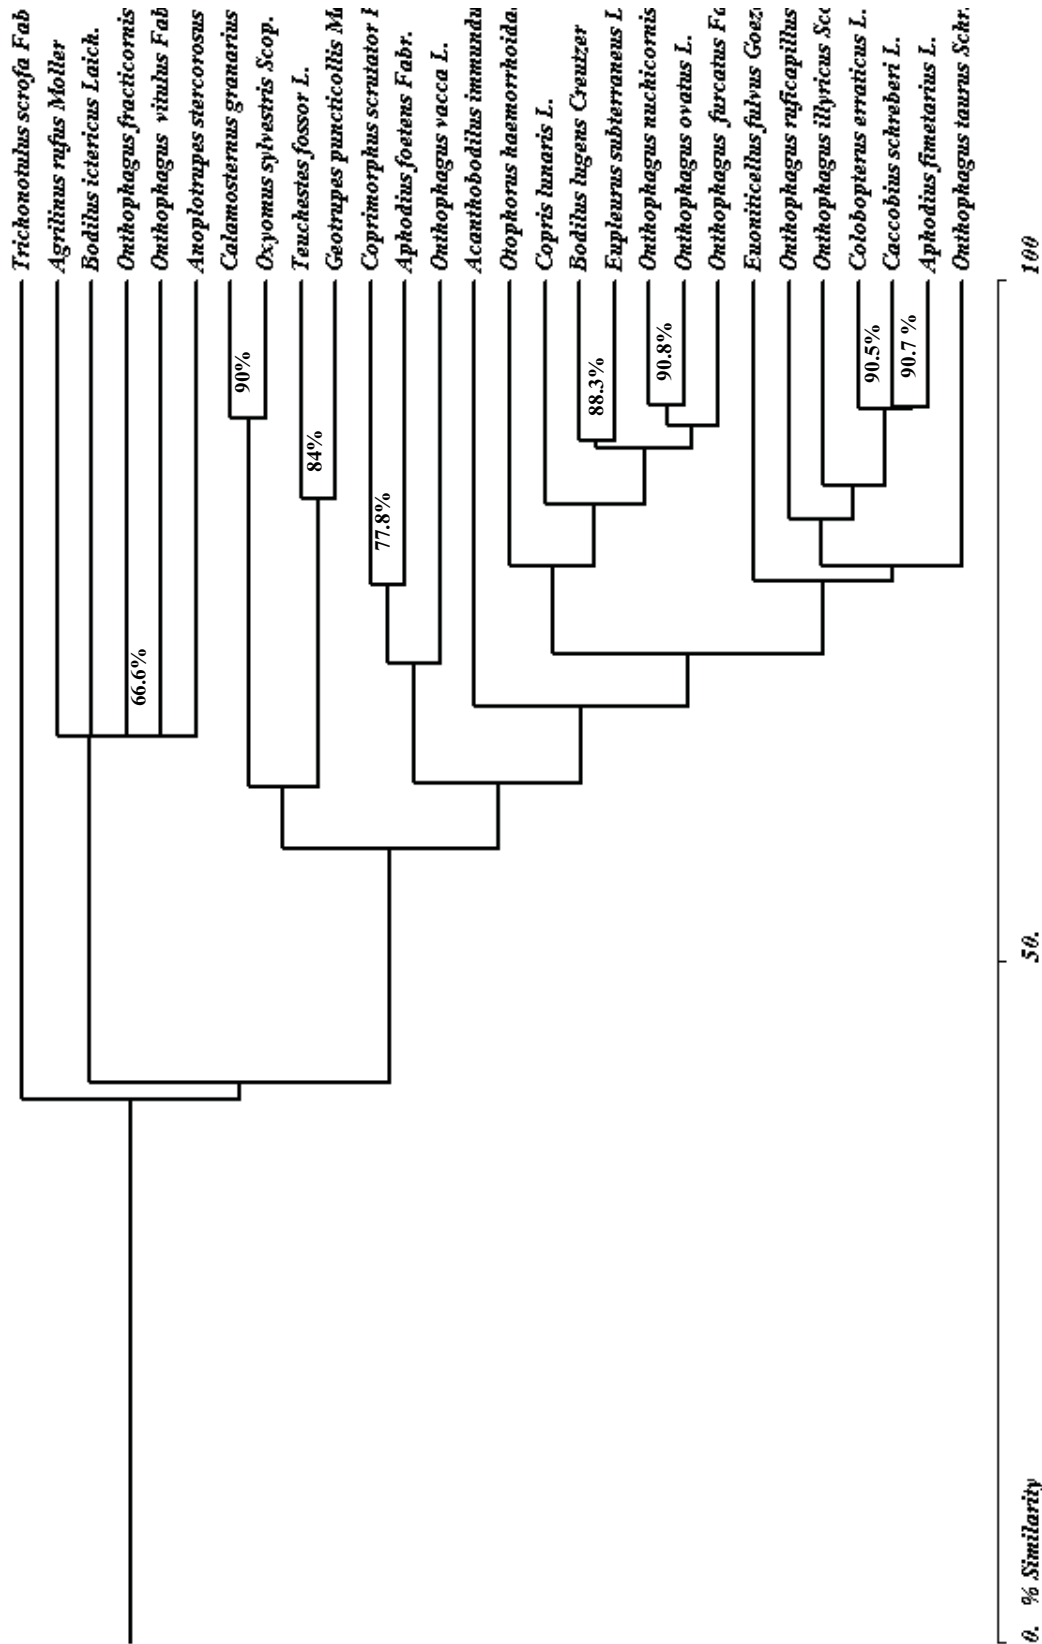 Trichonotulus scrofa Fab
Agrilinus rufus Moller
Bodilus ictericus Laich.
Onthophagus fracticornis
Onthophagus vitulus Fab
Anoplotrupes stercorosus
Calamosternus granarius
Oxyomus sylvestris Scop.
Teuchestes fossor L.
Geotrupes puncticollis
Coprimorphus scrutator
Aphodius foetens Fabr.
Onthophagus vacca L.
Acanthobodilus immundu
Otophorus haemorrhoida
Copris lunaris L.
Bodilus lugens Creutzer
Eupleurus subterraneus L
Onthophagus nuchicornis
Onthophagus ovatus L.
Onthophagus furcatus
Euoniticellus fulvus Goez
Onthophagus ruficapillus
Onthophagus illyricus
Colobopterus erraticus L.
Caccobius schreberi L.
Aphodius fimetarius L.
Onthophagus taurus Schr.
66.6%
90%
84%
77.8%
88.3%
90.8%
90.5%
90.7 %
0. % Similarity
50.
100